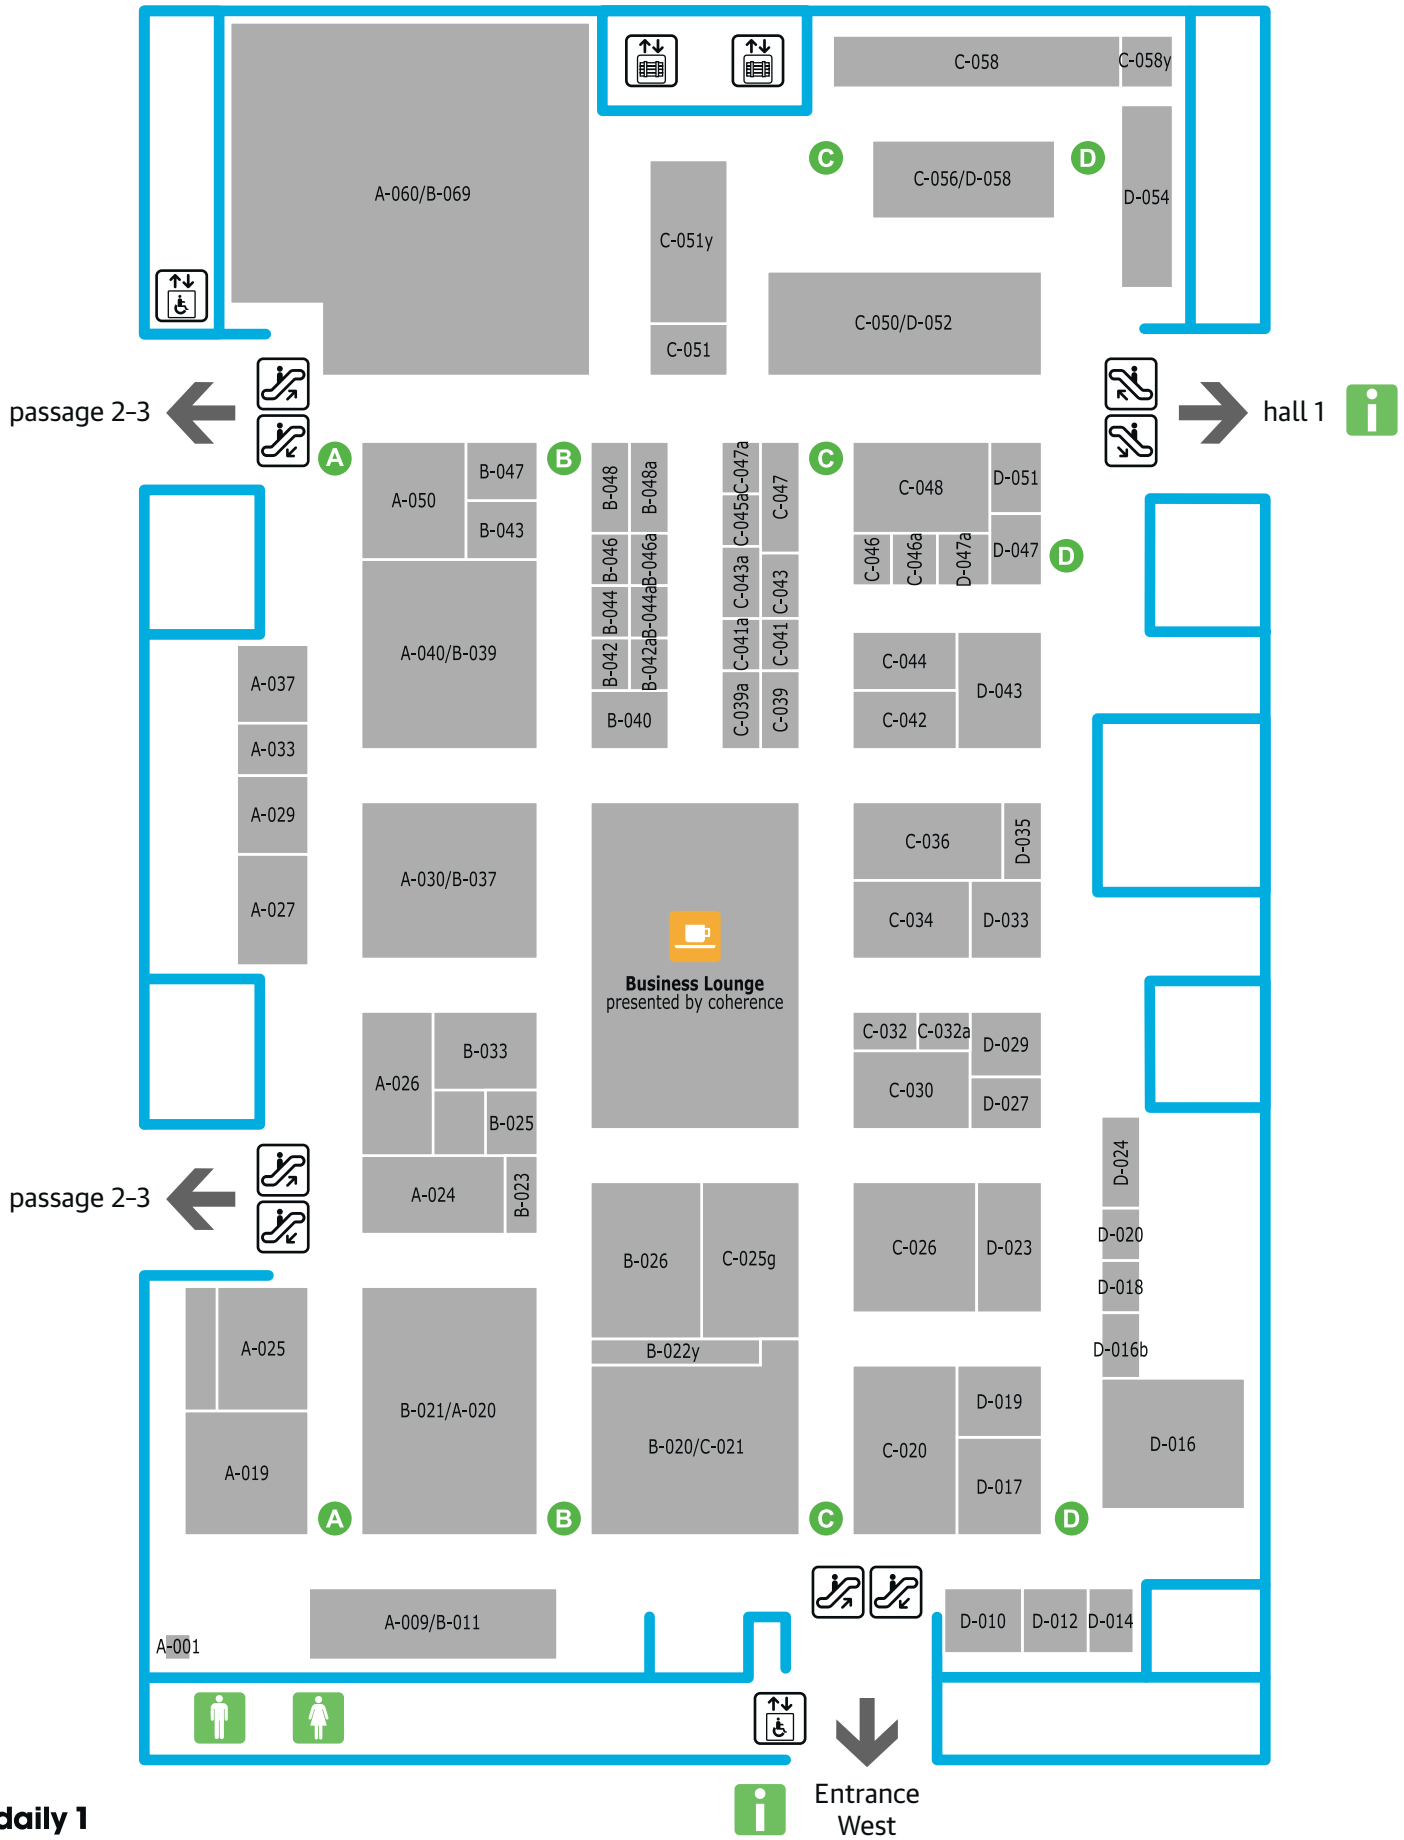 C-058
C-058y
C
D
C-056/D-058
A-060/B-069
D-054
C-051y
C-050/D-052
C-051
passage 2-3
hall 1
i
A
B
C
B-047
A-050
B-043
B-048
B-048a
C-047a
C-047
C-045a
C-048
D-051
D-047
D
B-046
B-046a
C-043a
C-043
C-046
C-046a
D-047a
B-044
B-044a
C-041a
C-041
B-042
B-042a
C-039a
C-039
A-040/B-039
B-040
C-044
D-043
C-042
A-037
A-033
A-029
A-027
A-030/B-037
C-036
D-035
C-034
D-033
Business Lounge
presented by coherence
C-032
C-032a
D-029
C-030
D-027
B-033
A-026
B-025
A-024
B-023
D-024
passage 2-3
D-020
D-018
D-016b
B-026
C-025g
C-026
D-023
A-025
B-022y
B-021/A-020
B-020/C-021
D-019
C-020
D-016
A-019
D-017
A
B
C
D
A-009/B-011
D-010
D-012
D-014
A-001
i
Entrance
West
daily 1